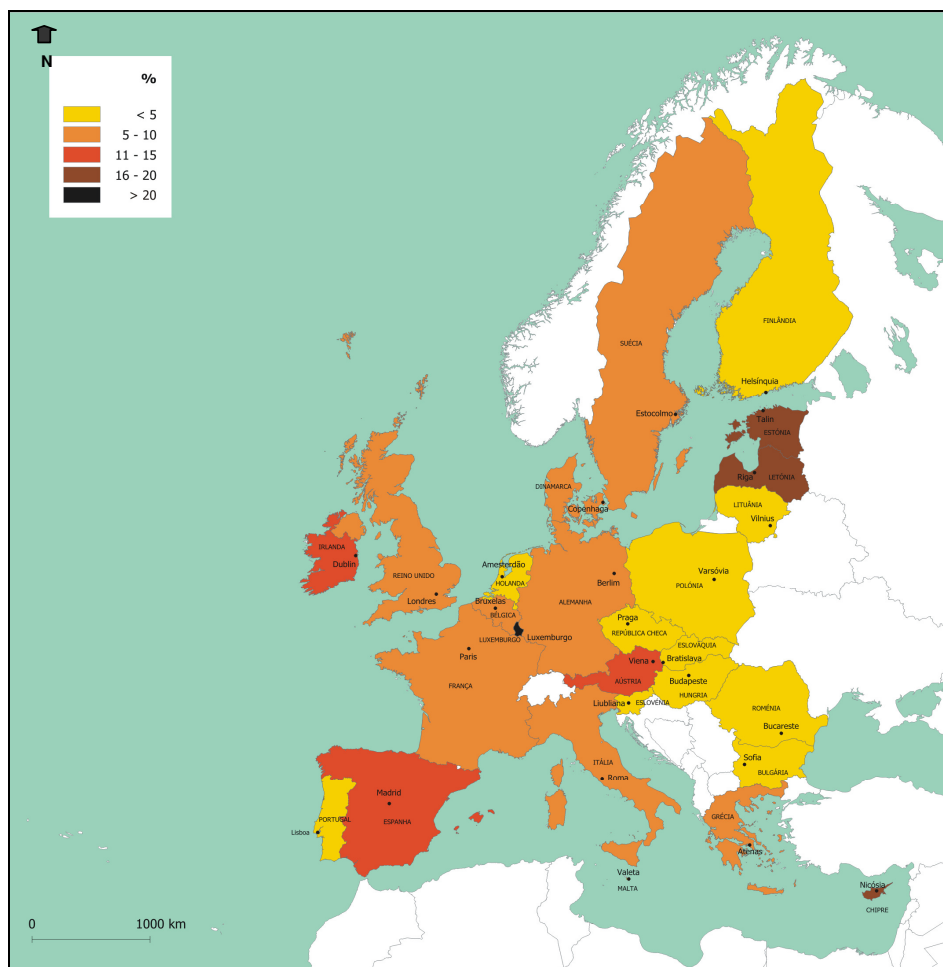 N
%
< 5
5 - 10
11 - 15
16 - 20
> 20
FINLÂNDIA
SUÉCIA
Helsínquia
Estocolmo
Talin
ESTÓNIA
Riga
LETÓNIA
DINAMARCA
Copenhaga
LITUÂNIA
Vilnius
IRLANDA
Dublin
Amesterdão
HOLANDA
Berlim
Varsóvia
POLÓNIA
REINO UNIDO
Londres
Bruxelas
BÉLGICA
ALEMANHA
Praga
REPÚBLICA CHECA
LUXEMBURGO
Luxemburgo
ESLOVÁQUIA
Paris
Viena
Bratislava
FRANÇA
AÚSTRIA
Budapeste
HUNGRIA
Liubliana
ESLOVÉNIA
ROMÉNIA
Bucareste
ITÁLIA
Sofia
BULGÁRIA
Roma
Madrid
PORTUGAL
ESPANHA
Lisboa
GRÉCIA
Atenas
Valeta
MALTA
Nicósia
CHIPRE
0
1000 km